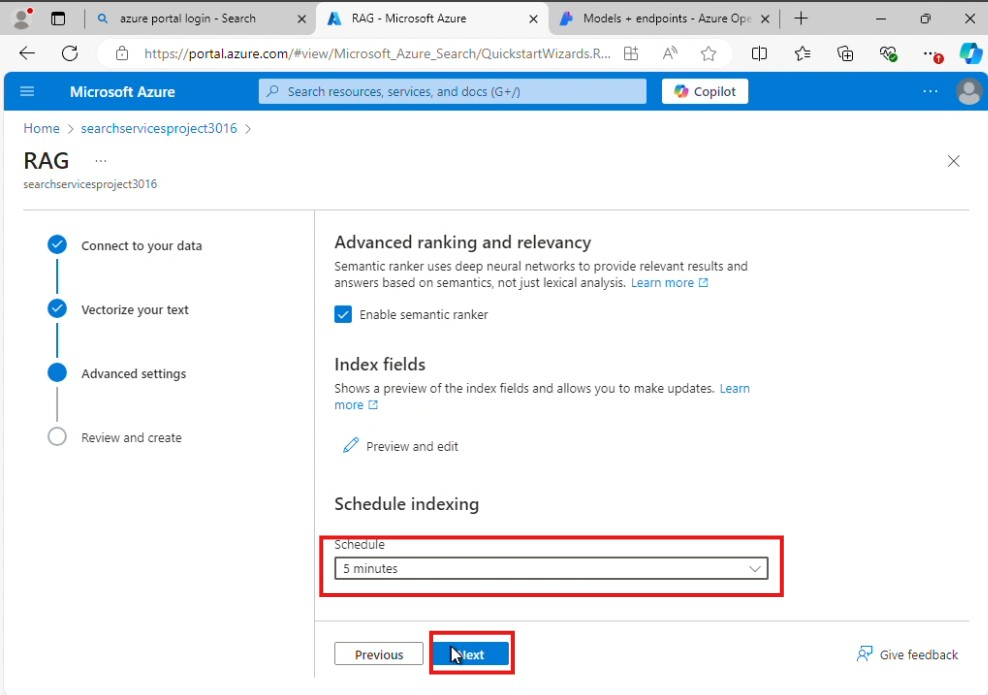 azure portal login - Search
RAG - Microsoft Azure
Models + endpoints - Azure Ope
https://portal.azure.com/#view/Microsoft_Azure_Search/QuickstartWizards.R...
Microsoft Azure
Search resources, services, and docs (G+/)
Copilot
Home > searchservicesproject3016 >
RAG ...
searchservicesproject3016
Connect to your data
Vectorize your text
Advanced settings
Review and create
Advanced ranking and relevancy
Semantic ranker uses deep neural networks to provide relevant results and
answers based on semantics, not just lexical analysis. Learn more
Enable semantic ranker
Index fields
Shows a preview of the index fields and allows you to make updates. Learn
more
Preview and edit
Schedule indexing
Schedule
5 minutes
Previous
Next
Give feedback